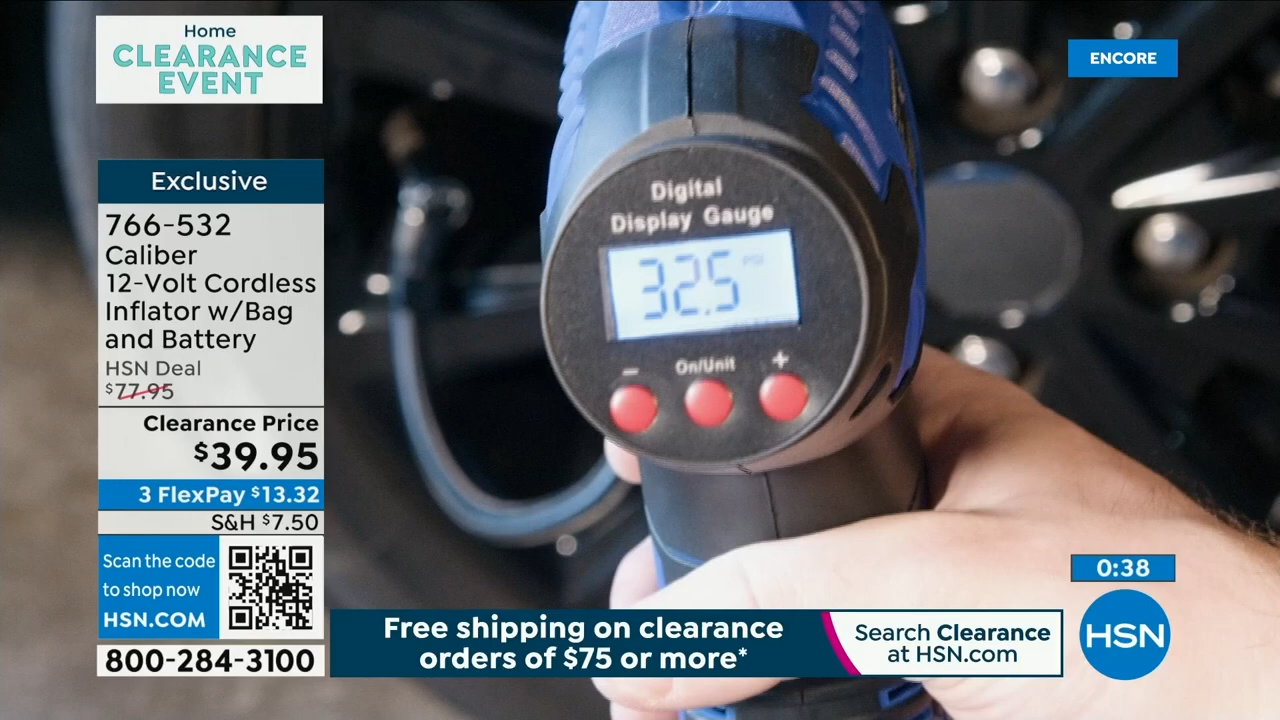 Home
CLEARANCE
EVENT
ENCORE
Exclusive
766-532
Caliber
12-Volt Cordless
Inflator w/Bag
and Battery
HSN Deal
$77.95
Clearance Price
$39.95
3 FlexPay $13.32
S&H $7.50
Scan the code
to shop now
HSN.COM
800-284-3100
Digital
Display Gauge
32.5 PSI
− On/Unit +
0:38
HSN
Free shipping on clearance
orders of $75 or more*
Search Clearance
at HSN.com